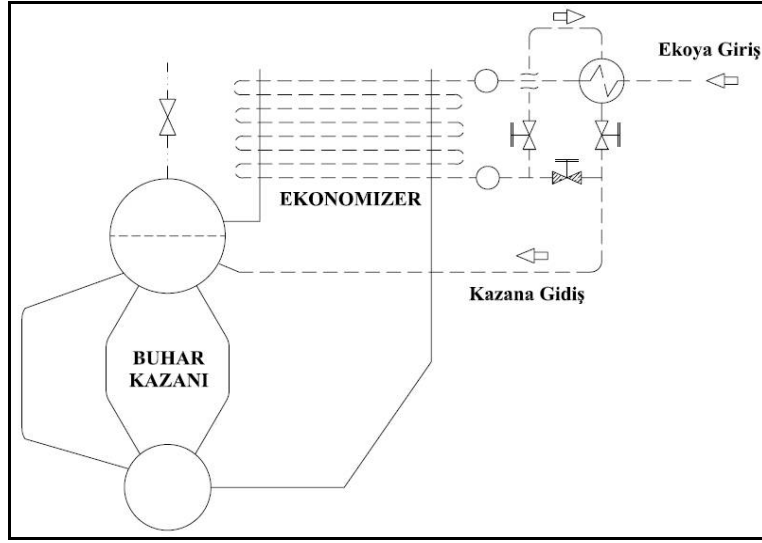 Ekoya Giriş
EKONOMIZER
Kazana Gidiş
BUHAR
KAZANI